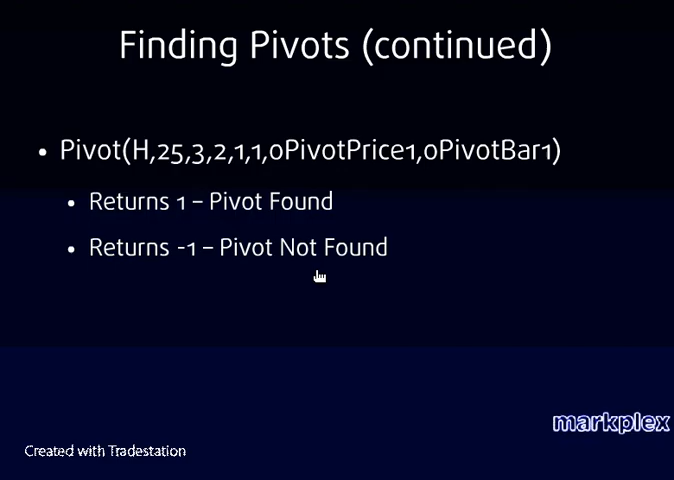 Finding Pivots (continued)
• Pivot(H,25,3,2,1,1,oPivotPrice1,oPivotBar1)
• Returns 1 – Pivot Found
• Returns -1 – Pivot Not Found
markplex
Created with Tradestation